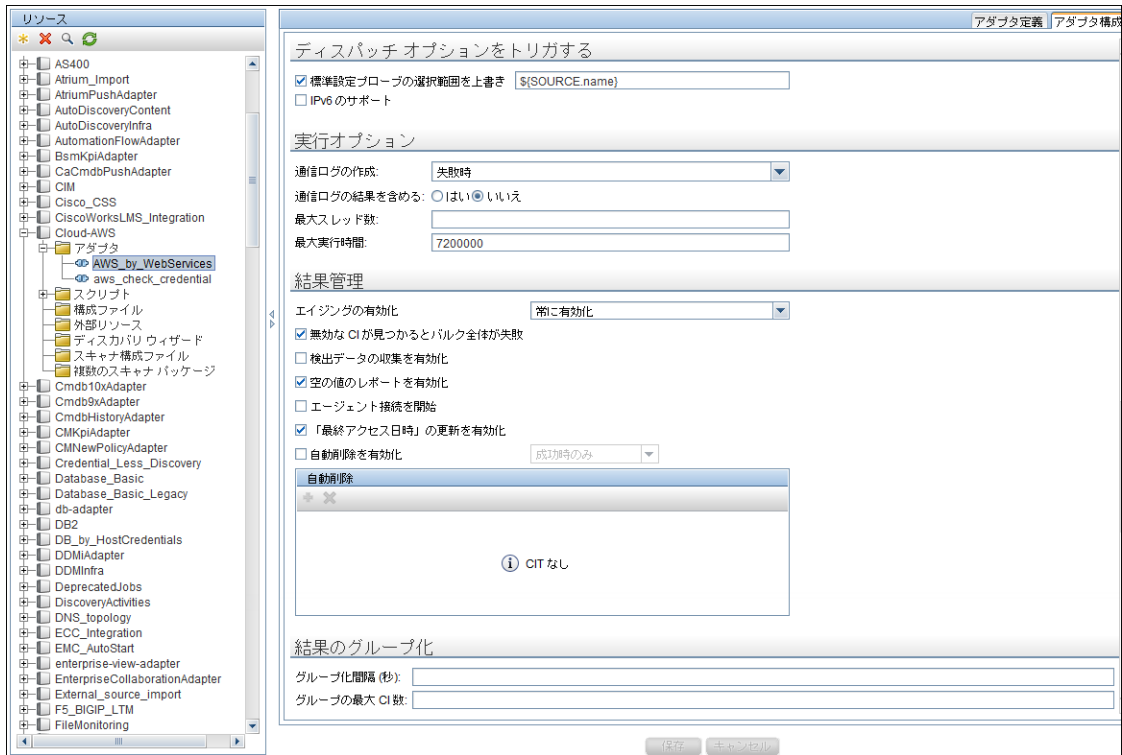 リソース
AS400
Atrium_Import
AtriumPushAdapter
AutoDiscoveryContent
AutoDiscoveryInfra
AutomationFlowAdapter
BsmKpiAdapter
CaCmdbPushAdapter
CIM
Cisco_CSS
CiscoWorksLMS_Integration
Cloud-AWS
アダプタ
AWS_by_WebServices
aws_check_credential
スクリプト
構成ファイル
外部リソース
ディスカバリ ウィザード
スキャナ構成ファイル
複数のスキャナ パッケージ
Cmdb10xAdapter
Cmdb9xAdapter
CmdbHistoryAdapter
CMKpiAdapter
CMNewPolicyAdapter
Credential_Less_Discovery
Database_Basic
Database_Basic_Legacy
db-adapter
DB2
DB_by_HostCredentials
DDMiAdapter
DDMInfra
DeprecatedJobs
DiscoveryActivities
DNS_topology
ECC_Integration
EMC_AutoStart
enterprise-view-adapter
EnterpriseCollaborationAdapter
External_source_import
F5_BIGIP_LTM
FileMonitoring
アダプタ定義 アダプタ構成
ディスパッチ オプションをトリガする
標準設定プローブの選択範囲を上書き ${SOURCE.name}
IPv6 のサポート
実行オプション
通信ログの作成: 失敗時
通信ログの結果を含める: はい いいえ
最大スレッド数:
最大実行時間: 7200000
結果管理
エイジングの有効化 常に有効化
無効な CI が見つかるとバルク全体が失敗
検出データの収集を有効化
空の値のレポートを有効化
エージェント接続を開始
「最終アクセス日時」の更新を有効化
自動削除を有効化 成功時のみ
自動削除
CIT なし
結果のグループ化
グループ化間隔 (秒):
グループの最大 CI 数:
保存 キャンセル